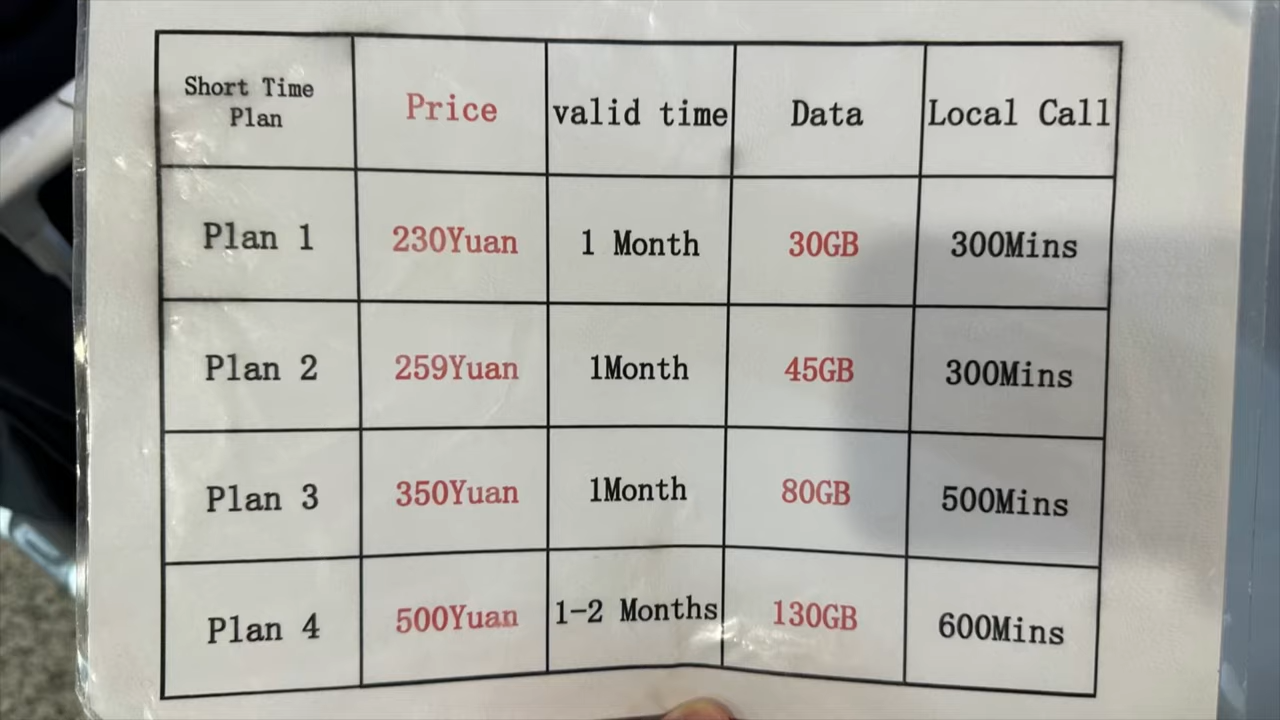 Short Time
Plan
Price
valid time
Data
Local Call
Plan 1
230Yuan
1 Month
30GB
300Mins
Plan 2
259Yuan
1Month
45GB
300Mins
Plan 3
350Yuan
1Month
80GB
500Mins
Plan 4
500Yuan
1-2 Months
130GB
600Mins